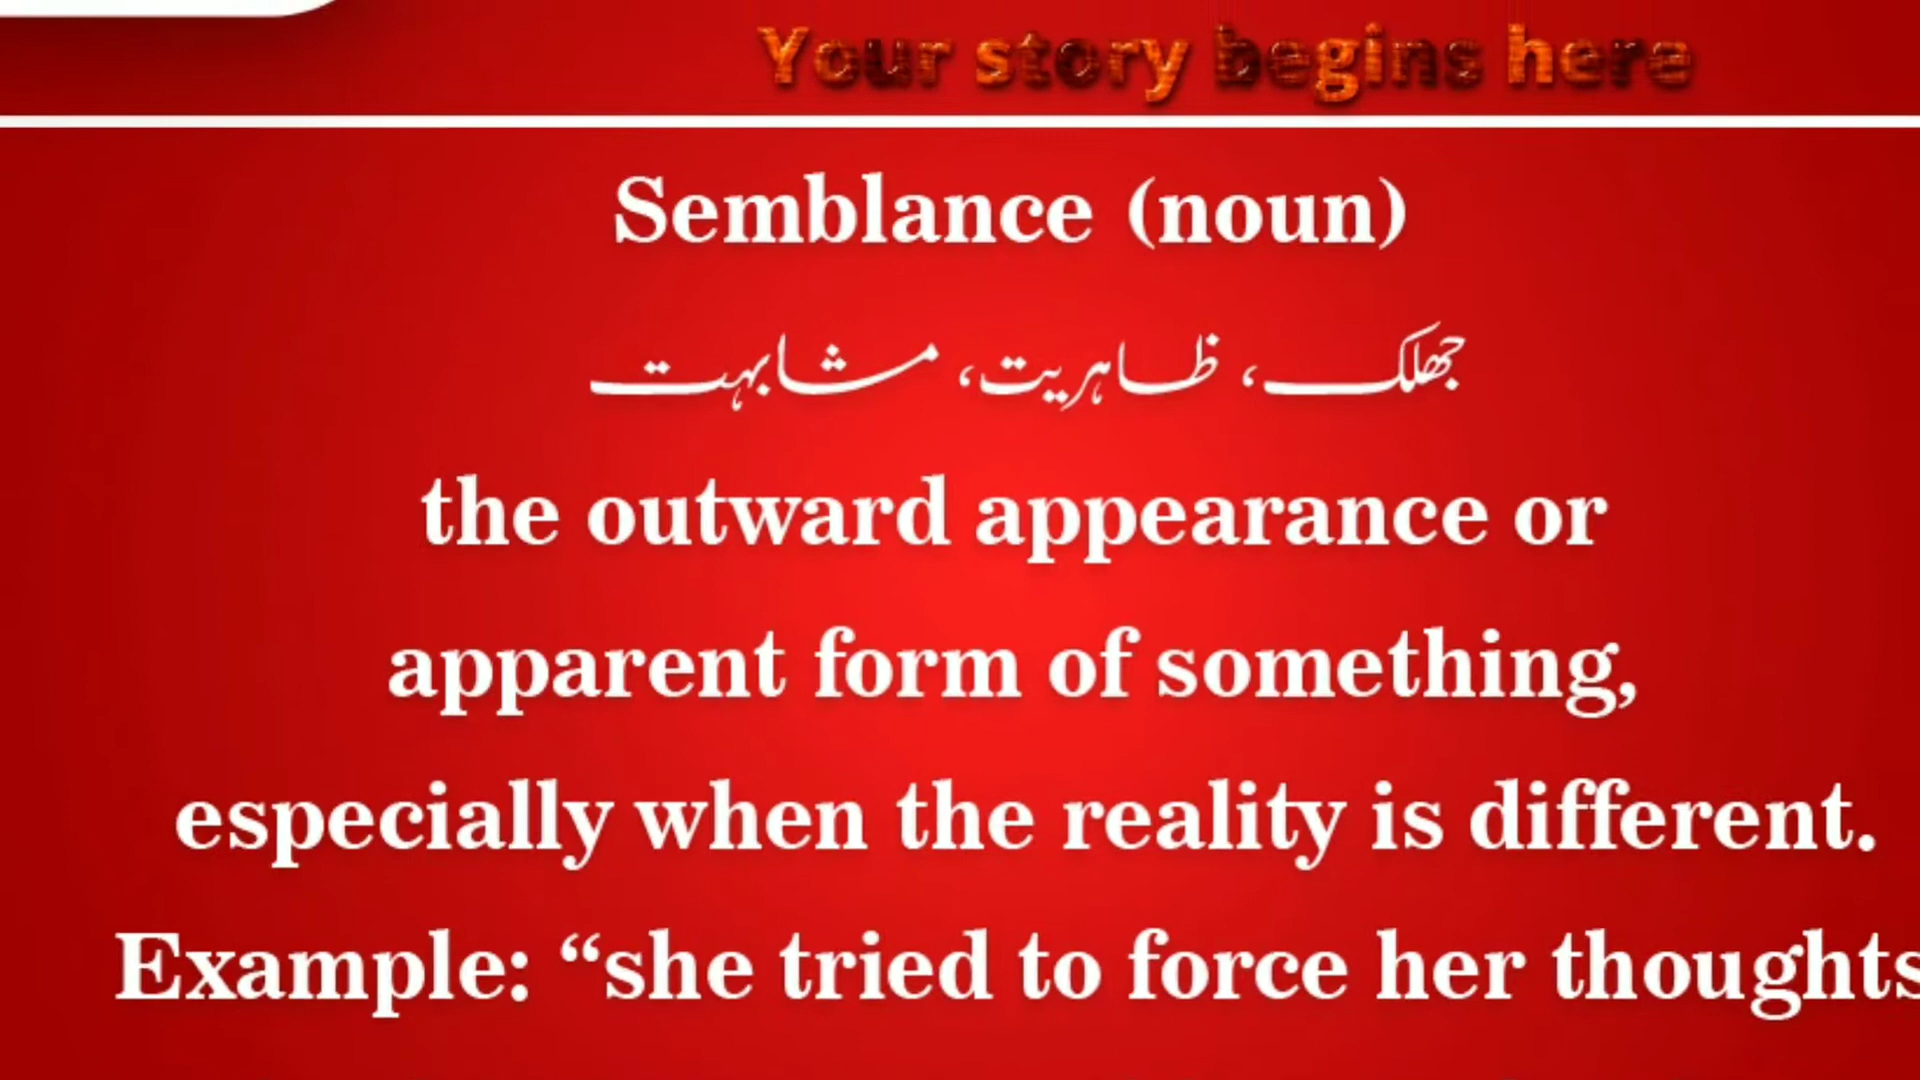 Your story begins here
Semblance (noun)
جھلک، ظاہریت، مشابہت
the outward appearance or
apparent form of something,
especially when the reality is different.
Example: “she tried to force her thoughts